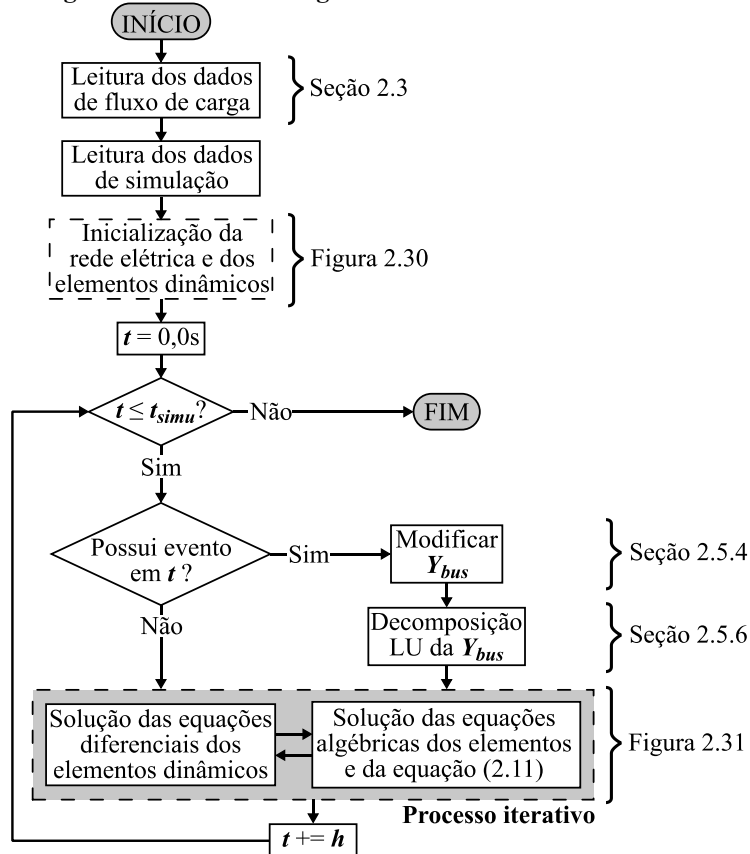 INÍCIO
Leitura dos dados
de fluxo de carga
Seção 2.3
Leitura dos dados
de simulação
Inicialização da
rede elétrica e dos
elementos dinâmicos
Figura 2.30
t = 0,0s
t ≤ t_simu?
Não
FIM
Sim
Possui evento
em t ?
Sim
Modificar
Y_bus
Seção 2.5.4
Não
Decomposição
LU da Y_bus
Seção 2.5.6
Solução das equações
diferenciais dos
elementos dinâmicos
Solução das equações
algébricas dos elementos
e da equação (2.11)
Figura 2.31
Processo iterativo
t += h